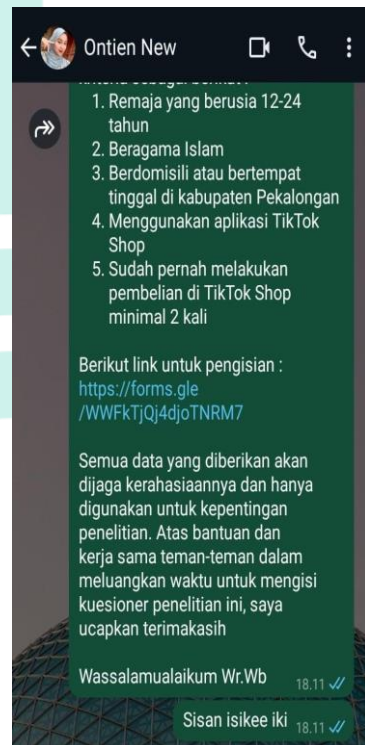 Ontien New
kriteria sebagai berikut :
1. Remaja yang berusia 12-24
tahun
2. Beragama Islam
3. Berdomisili atau bertempat
tinggal di kabupaten Pekalongan
4. Menggunakan aplikasi TikTok
Shop
5. Sudah pernah melakukan
pembelian di TikTok Shop
minimal 2 kali
Berikut link untuk pengisian :
https://forms.gle
/WWFkTjQj4djoTNRM7
Semua data yang diberikan akan
dijaga kerahasiaannya dan hanya
digunakan untuk kepentingan
penelitian. Atas bantuan dan
kerja sama teman-teman dalam
meluangkan waktu untuk mengisi
kuesioner penelitian ini, saya
ucapkan terimakasih
Wassalamualaikum Wr.Wb 18.11
Sisan isikee iki 18.11